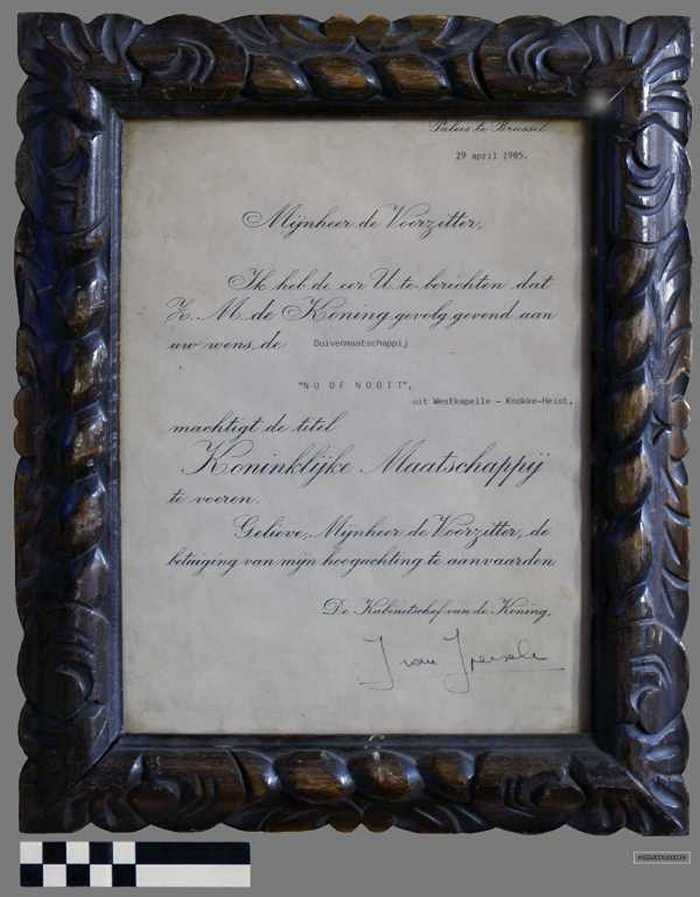 Paleis te Brussel
29 april 1985.
Mijnheer de Voorzitter,
Ik heb de eer U te berichten dat
Z. M. de Koning gevolg gevend aan
uw wens, de Duivenmaatschappij
"NU OF NOOIT",
uit Westkapelle - Knokke-Heist,
machtigt de titel
Koninklijke Maatschappij
te voeren.
Gelieve, Mijnheer de Voorzitter, de
betuiging van mijn hoogachting te aanvaarden
De Kabinetschef van de Koning,